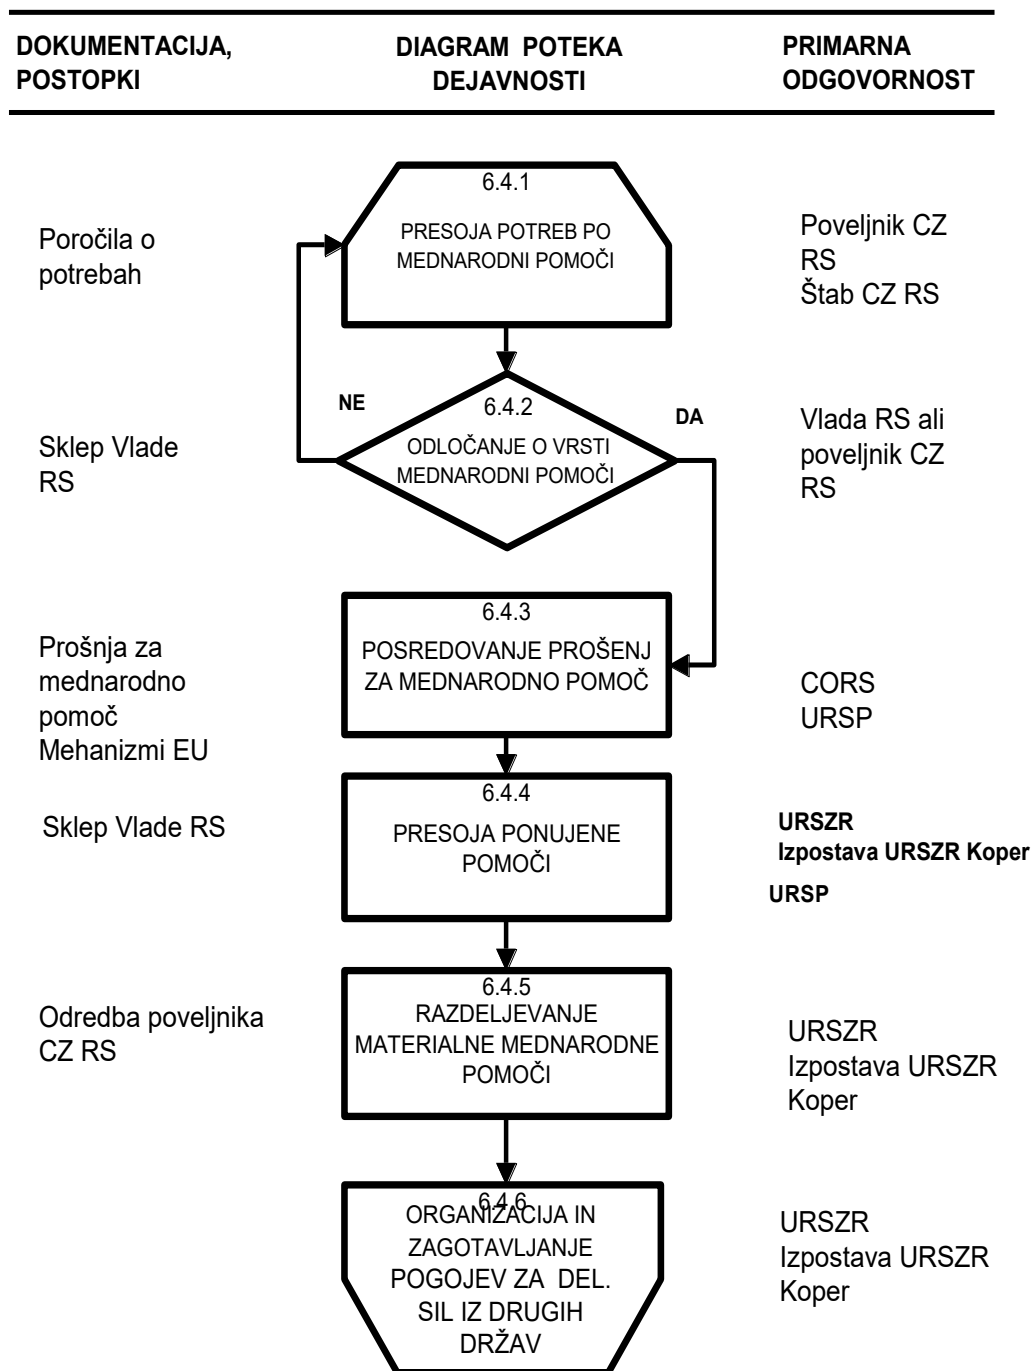 DOKUMENTACIJA,
POSTOPKI
DIAGRAM POTEKA
DEJAVNOSTI
PRIMARNA
ODGOVORNOST
Poročila o
potrebah
6.4.1
PRESOJA POTREB PO
MEDNARODNI POMOČI
Poveljnik CZ
RS
Štab CZ RS
Sklep Vlade
RS
NE
6.4.2
ODLOČANJE O VRSTI
MEDNARODNI POMOČI
DA
Vlada RS ali
poveljnik CZ
RS
Prošnja za
mednarodno
pomoč
Mehanizmi EU
6.4.3
POSREDOVANJE PROŠENJ
ZA MEDNARODNO POMOČ
CORS
URSP
Sklep Vlade RS
6.4.4
PRESOJA PONUJENE
POMOČI
URSZR
Izpostava URSZR Koper
URSP
Odredba poveljnika
CZ RS
6.4.5
RAZDELJEVANJE
MATERIALNE MEDNARODNE
POMOČI
URSZR
Izpostava URSZR
Koper
6.4.6
ORGANIZACIJA IN
ZAGOTAVLJANJE
POGOJEV ZA DEL.
SIL IZ DRUGIH
DRŽAV
URSZR
Izpostava URSZR
Koper